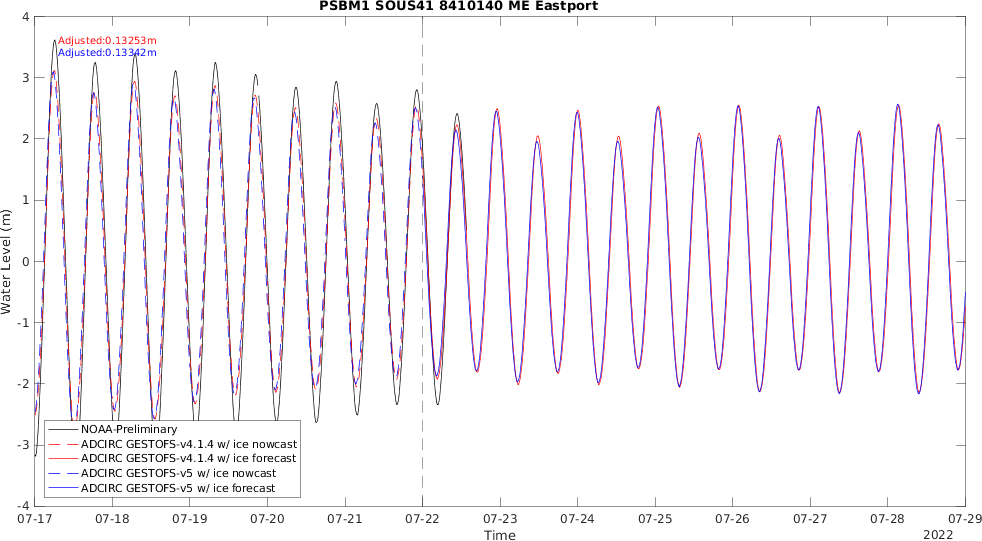 PSBM1 SOUS41 8410140 ME Eastport
Adjusted:0.13253m
Adjusted:0.13342m
4
3
2
1
0
-1
-2
-3
-4
Water Level (m)
NOAA-Preliminary
ADCIRC GESTOFS-v4.1.4 w/ ice nowcast
ADCIRC GESTOFS-v4.1.4 w/ ice forecast
ADCIRC GESTOFS-v5 w/ ice nowcast
ADCIRC GESTOFS-v5 w/ ice forecast
07-17 07-18 07-19 07-20 07-21 07-22 07-23 07-24 07-25 07-26 07-27 07-28 07-29
Time
2022